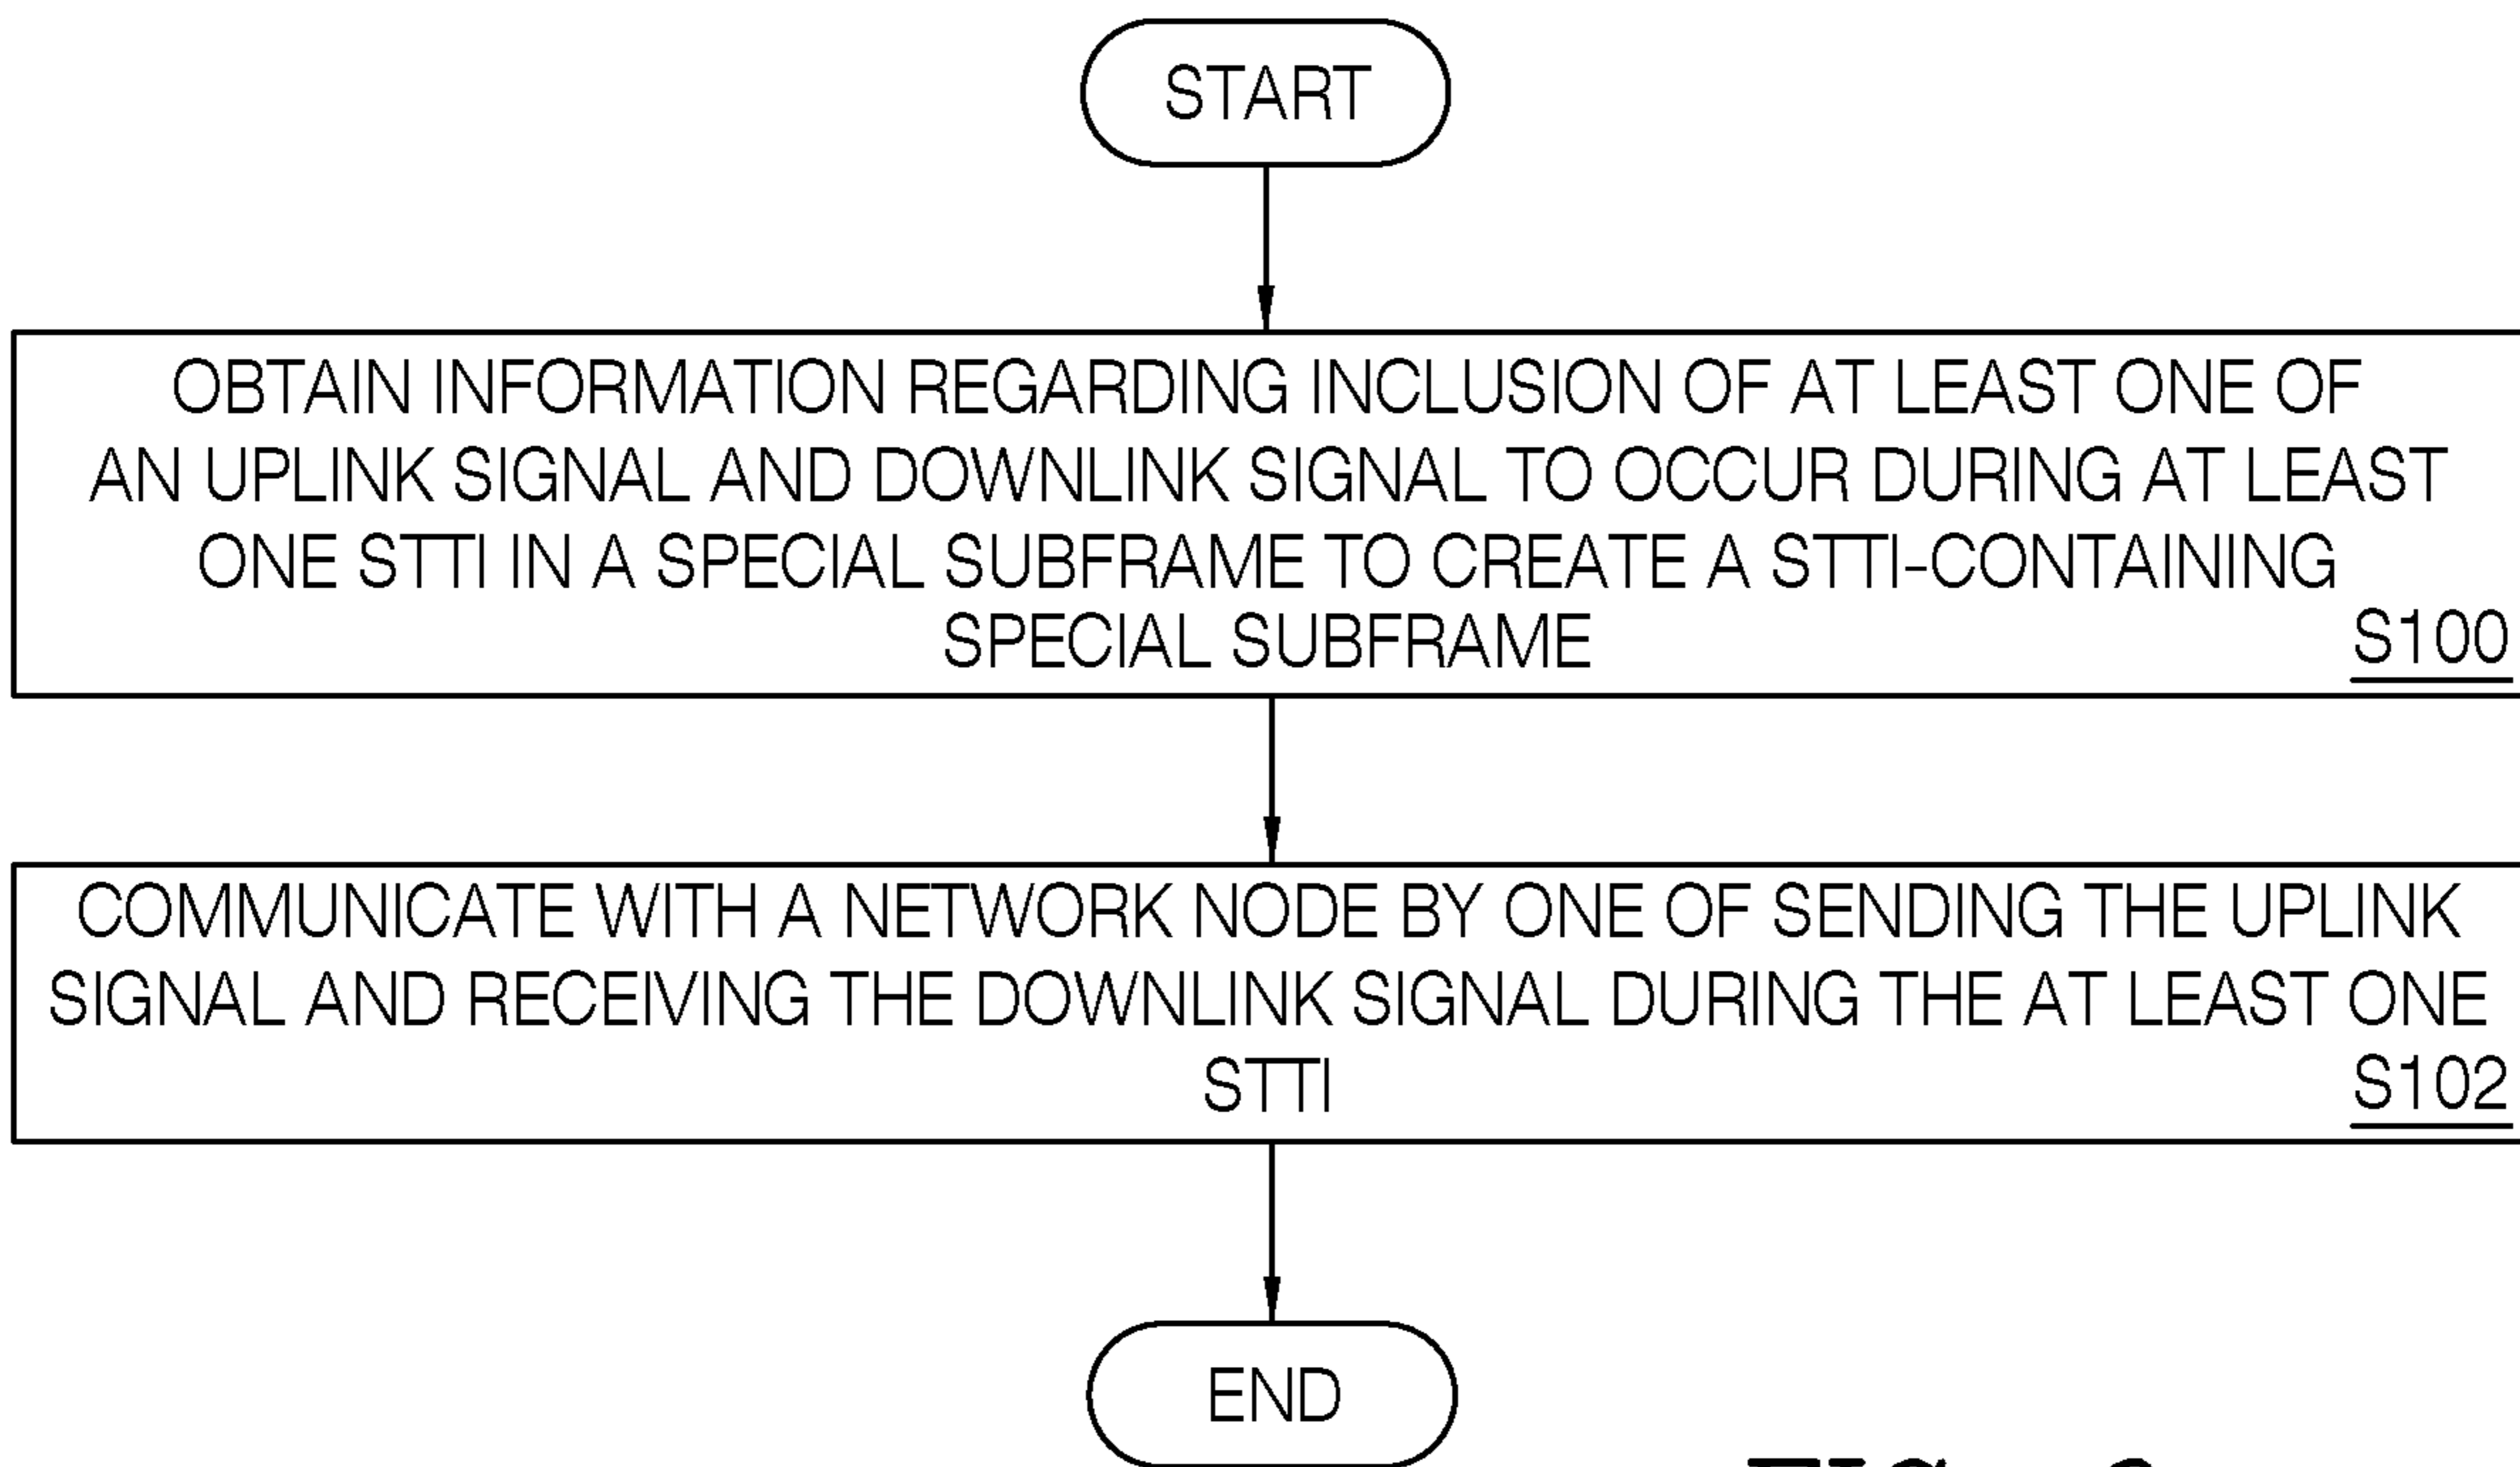 START
OBTAIN INFORMATION REGARDING INCLUSION OF AT LEAST ONE OF
AN UPLINK SIGNAL AND DOWNLINK SIGNAL TO OCCUR DURING AT LEAST
ONE STTI IN A SPECIAL SUBFRAME TO CREATE A STTI-CONTAINING
SPECIAL SUBFRAME
S100
COMMUNICATE WITH A NETWORK NODE BY ONE OF SENDING THE UPLINK
SIGNAL AND RECEIVING THE DOWNLINK SIGNAL DURING THE AT LEAST ONE
STTI
S102
END